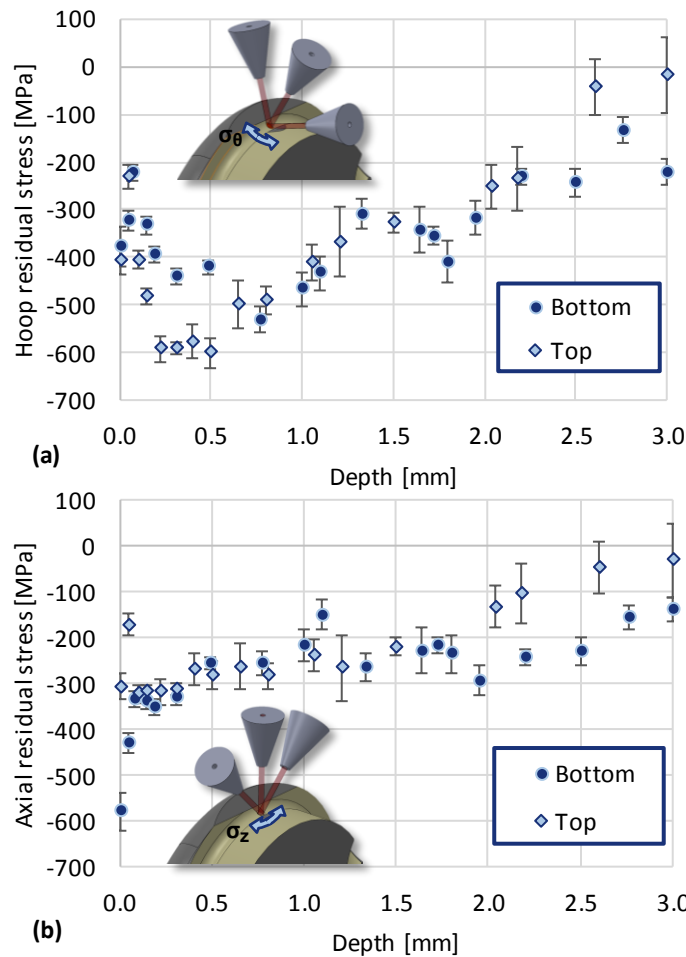 100
0
-100
-200
-300
-400
-500
-600
-700
Hoop residual stress [MPa]
σθ
Bottom
Top
0.0 0.5 1.0 1.5 2.0 2.5 3.0
(a)
Depth [mm]
100
0
-100
-200
-300
-400
-500
-600
-700
Axial residual stress [MPa]
σz
Bottom
Top
0.0 0.5 1.0 1.5 2.0 2.5 3.0
(b)
Depth [mm]